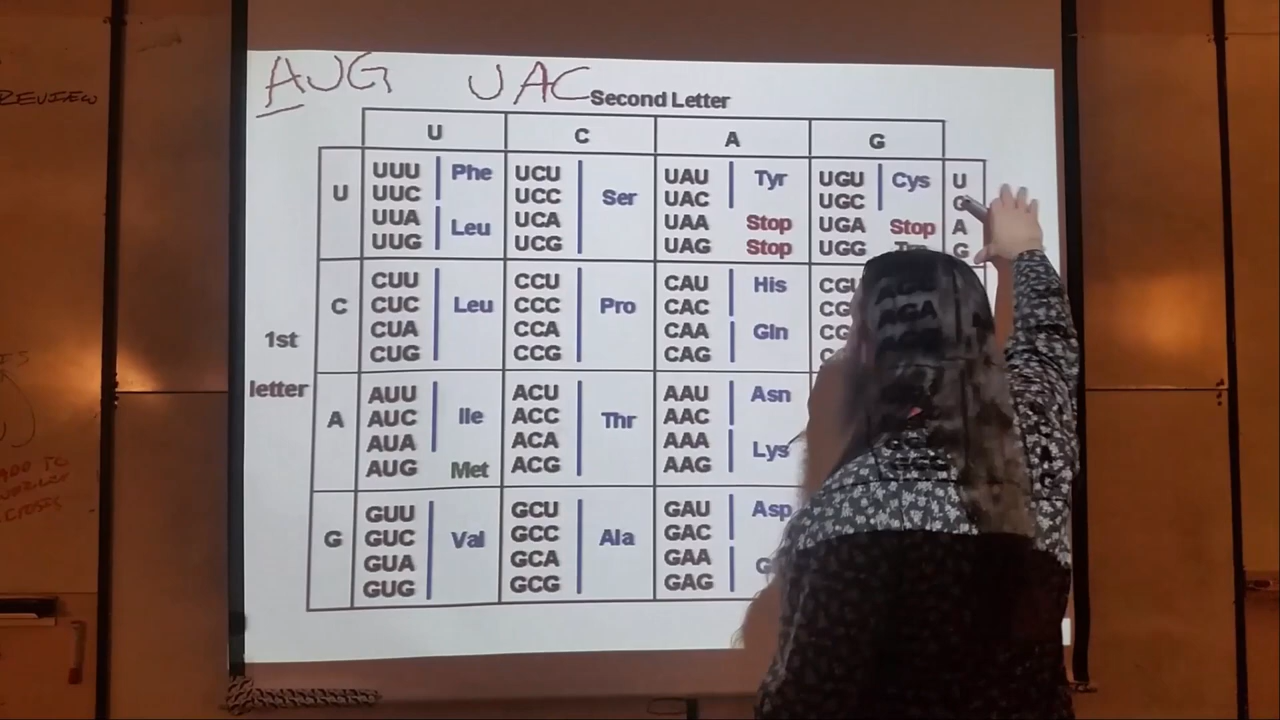 REVIEW
AUG UAC
Second Letter
U C A G
U
UUU Phe UCU Ser UAU Tyr UGU Cys U
UUC UCC UAC UGC
UUA Leu UCA UAA Stop UGA Stop A
UUG UCG UAG Stop UGG G
C
CUU Leu CCU Pro CAU His
CUC CCC CAC
CUA CCA CAA Gln
CUG CCG CAG
1st
letter
A
AUU Ile ACU Thr AAU Asn
AUC ACC AAC
AUA ACA AAA Lys
AUG Met ACG AAG
G
GUU Val GCU Ala GAU Asp
GUC GCC GAC
GUA GCA GAA
GUG GCG GAG